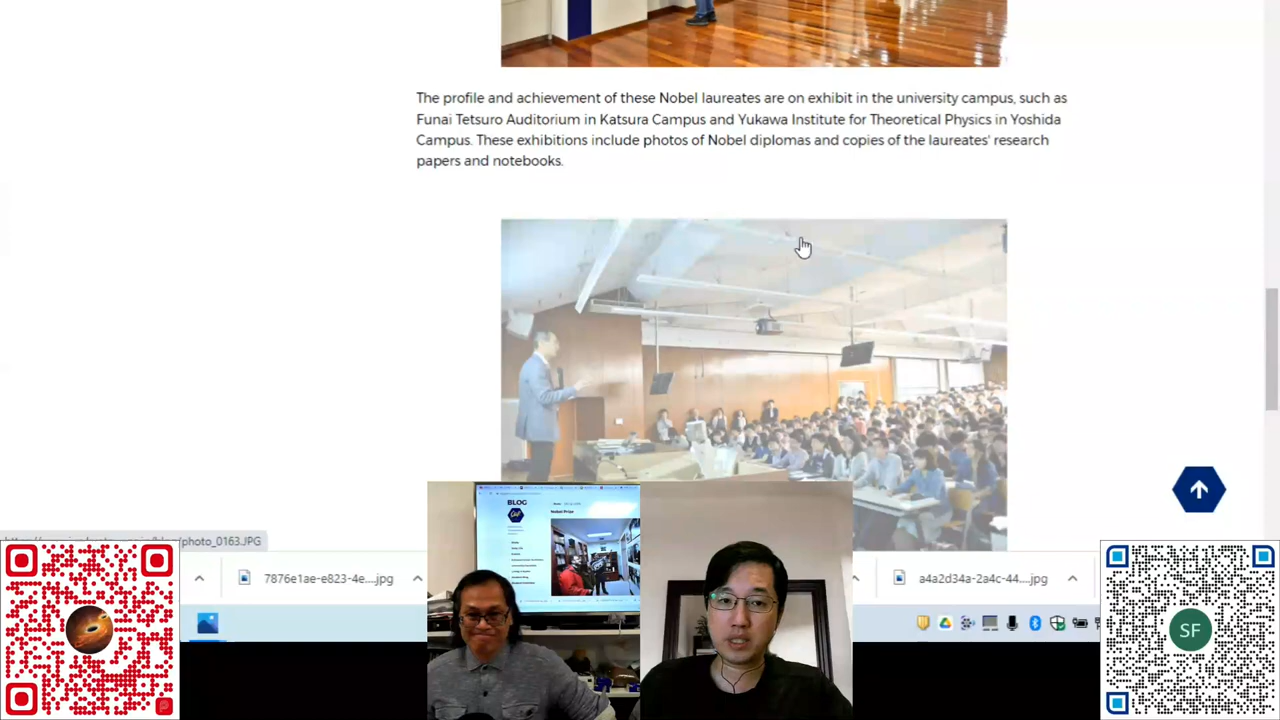 The profile and achievement of these Nobel laureates are on exhibit in the university campus, such as
Funai Tetsuro Auditorium in Katsura Campus and Yukawa Institute for Theoretical Physics in Yoshida
Campus. These exhibitions include photos of Nobel diplomas and copies of the laureates' research
papers and notebooks.
BLOG
Nobel Prize
/photo_0163.JPG
7876e1ae-e823-4e....jpg
a4a2d34a-2a4c-44....jpg
SF